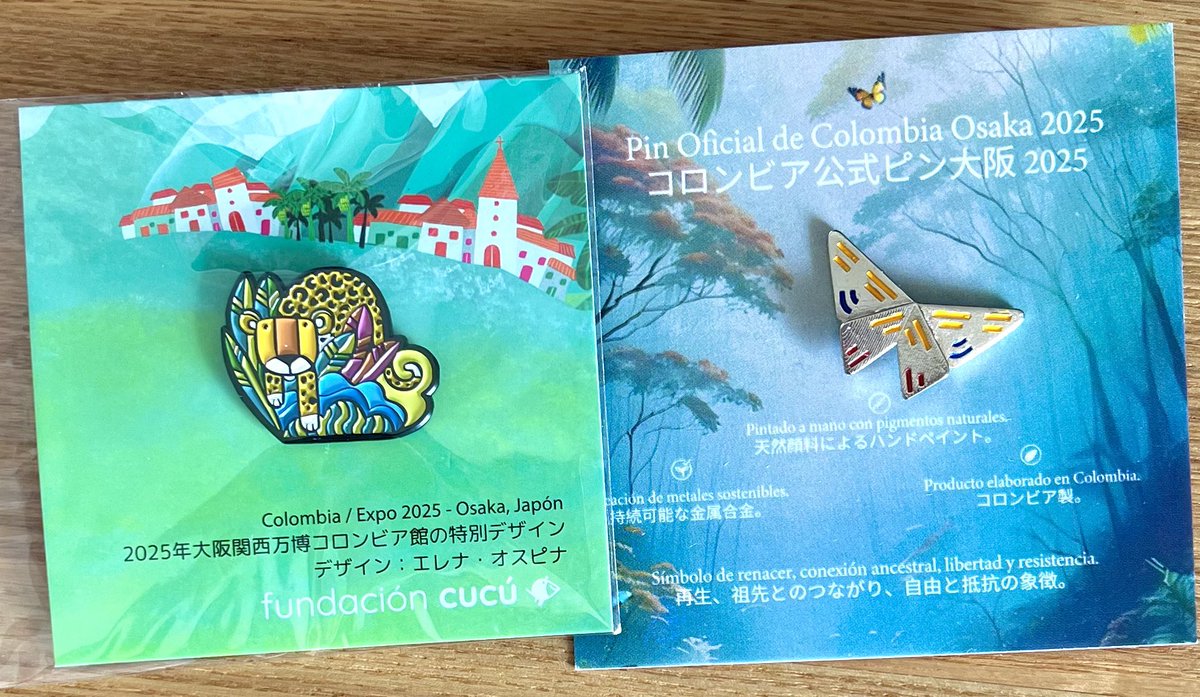 Colombia / Expo 2025 - Osaka, Japón
2025年大阪関西万博コロンビア館の特別デザイン
デザイン：エレナ・オスピナ
fundación cucú
Pin Oficial de Colombia Osaka 2025
コロンビア公式ピン大阪 2025
Pintado a mano con pigmentos naturales.
天然顔料によるハンドペイント。
de metales sostenibles.
持続可能な金属合金。
Producto elaborado en Colombia.
コロンビア製。
Símbolo de renacer, conexión ancestral, libertad y resistencia.
再生、祖先とのつながり、自由と抵抗の象徴。